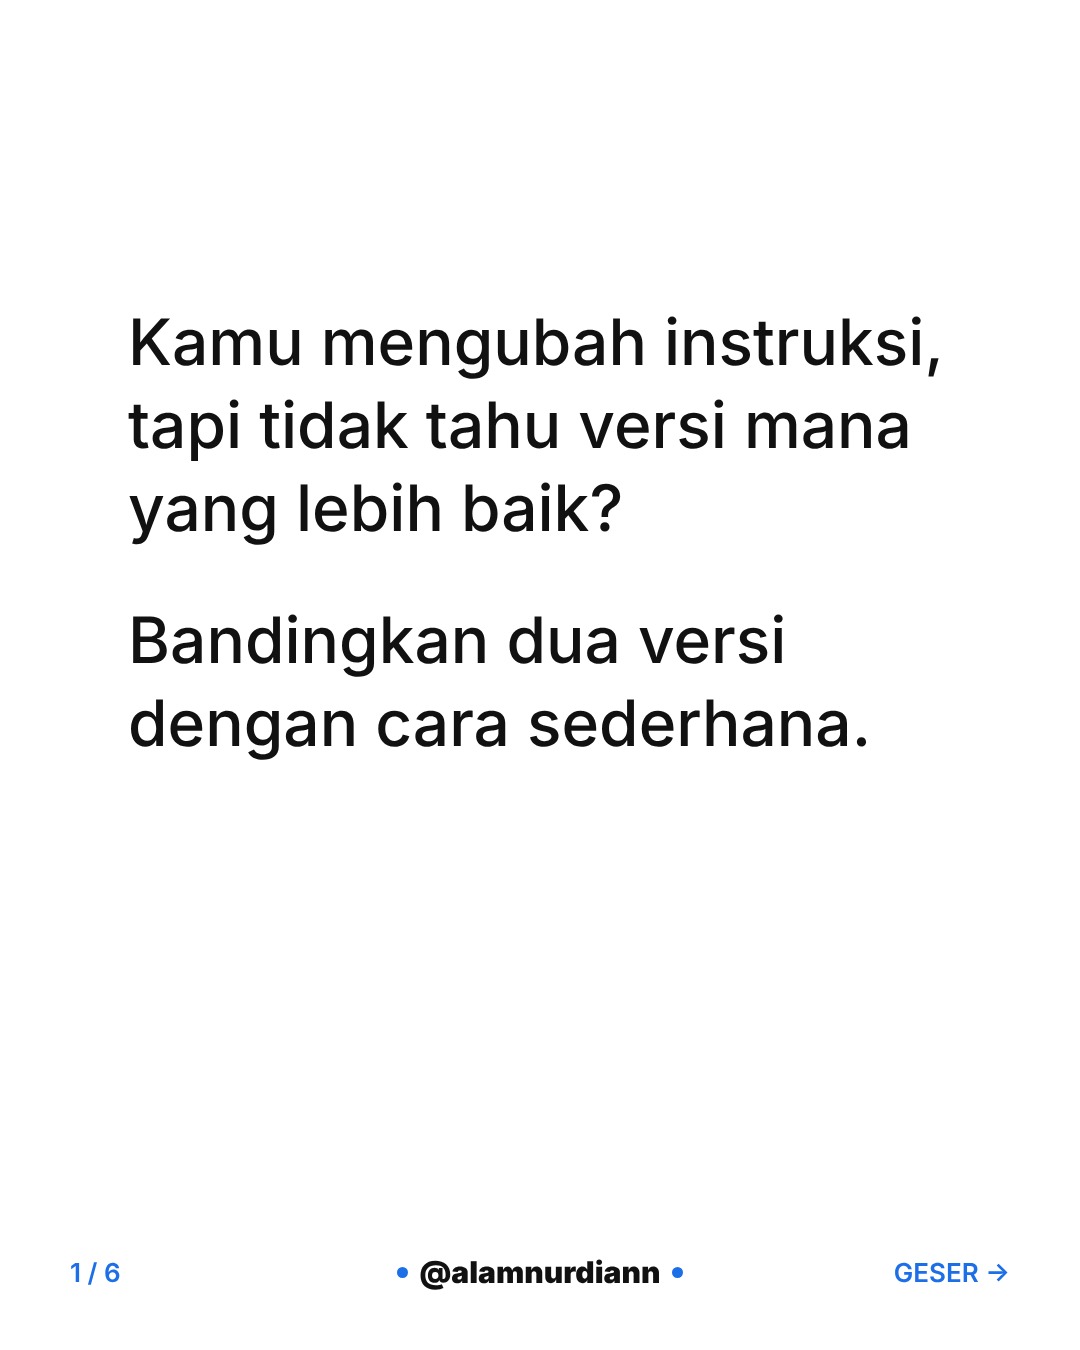 Kamu mengubah instruksi,
tapi tidak tahu versi mana
yang lebih baik?
Bandingkan dua versi
dengan cara sederhana.
1 / 6
• @alamnurdiann •
GESER →